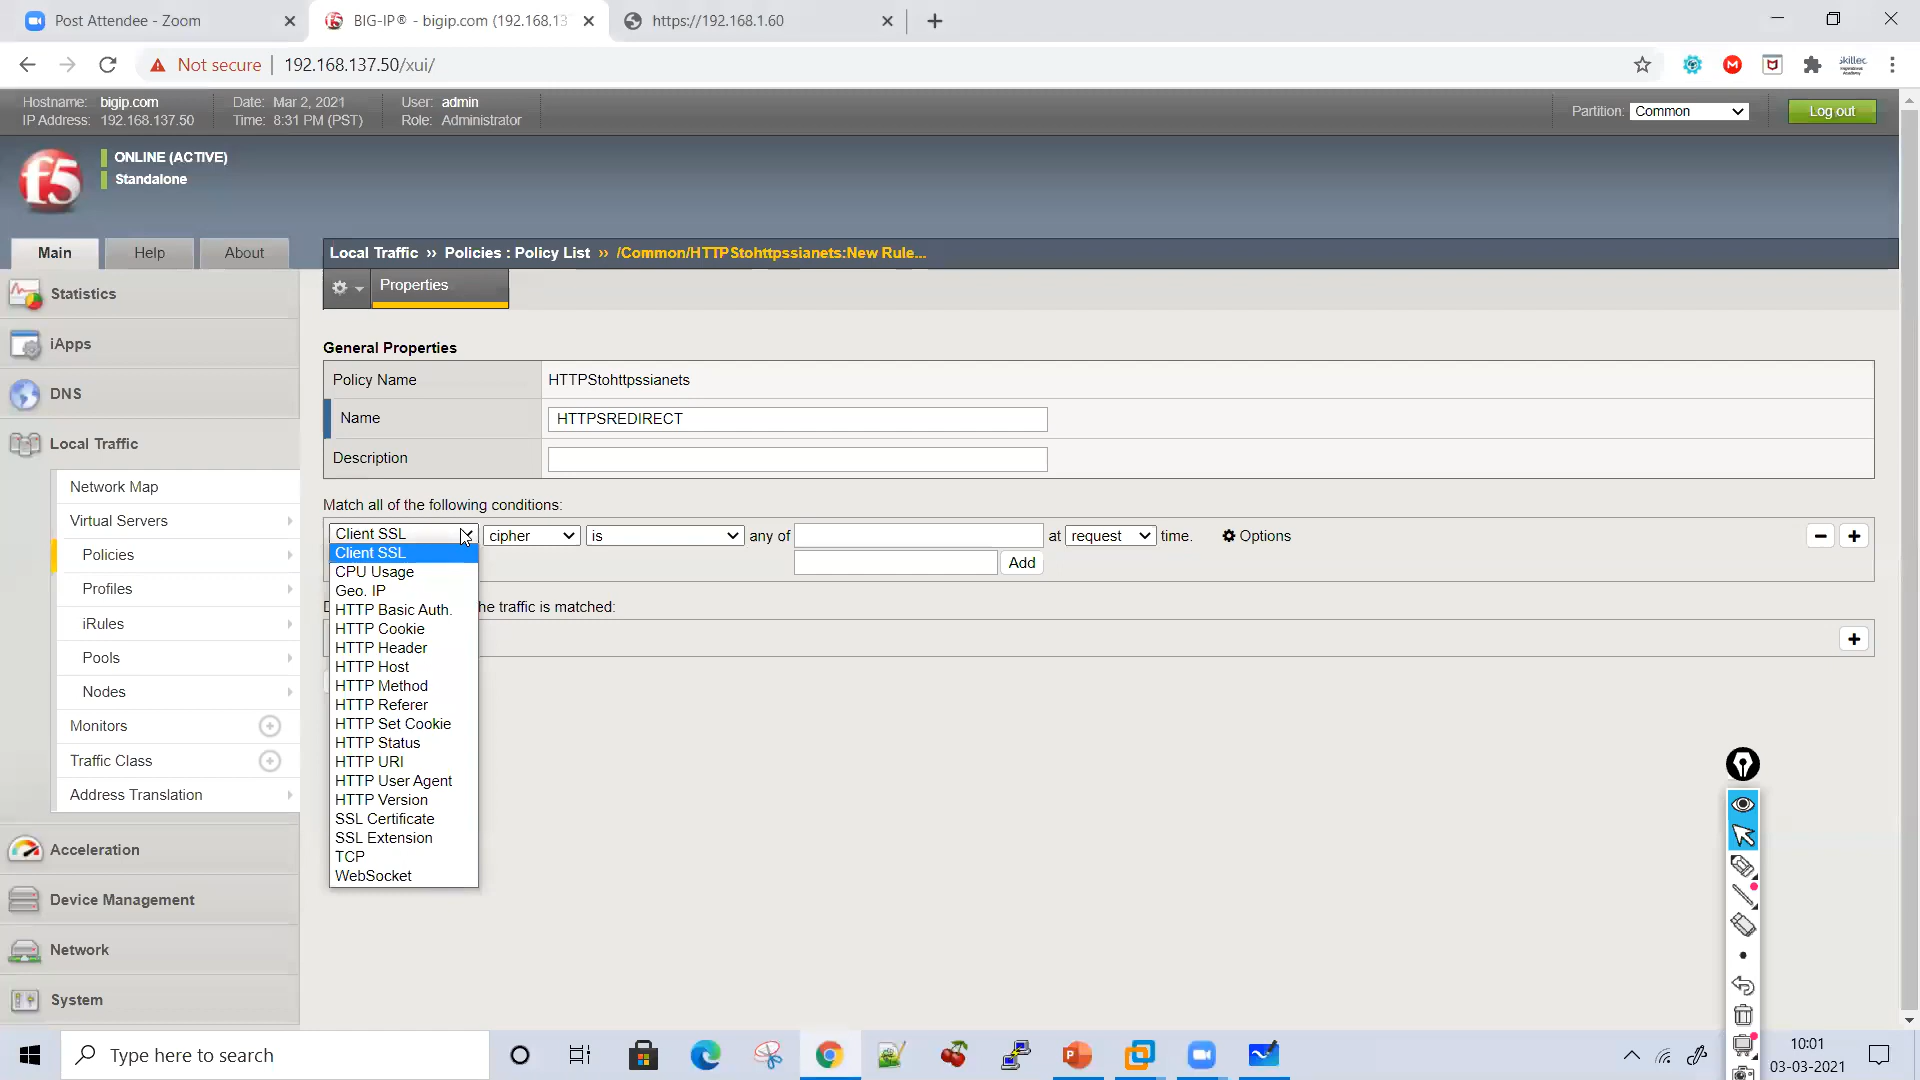 Post Attendee - Zoom
BIG-IP® - bigip.com (192.168.13
https://192.168.1.60
Not secure
192.168.137.50/xui/
Hostname: bigip.com
IP Address: 192.168.137.50
Date: Mar 2, 2021
Time: 8:31 PM (PST)
User: admin
Role: Administrator
Partition: Common
Log out
f5
ONLINE (ACTIVE)
Standalone
Main
Help
About
Local Traffic ›› Policies : Policy List ›› /Common/HTTPStohttpssianets:New Rule...
Properties
Statistics
iApps
DNS
Local Traffic
Network Map
Virtual Servers
Policies
Profiles
iRules
Pools
Nodes
Monitors
Traffic Class
Address Translation
Acceleration
Device Management
Network
System
General Properties
Policy Name HTTPStohttpssianets
Name HTTPSREDIRECT
Description
Match all of the following conditions:
Client SSL cipher is any of at request time. Options
Add
Client SSL
CPU Usage
Geo. IP
HTTP Basic Auth.
HTTP Cookie
HTTP Header
HTTP Host
HTTP Method
HTTP Referer
HTTP Set Cookie
HTTP Status
HTTP URI
HTTP User Agent
HTTP Version
SSL Certificate
SSL Extension
TCP
WebSocket
he traffic is matched:
Type here to search
10:01
03-03-2021